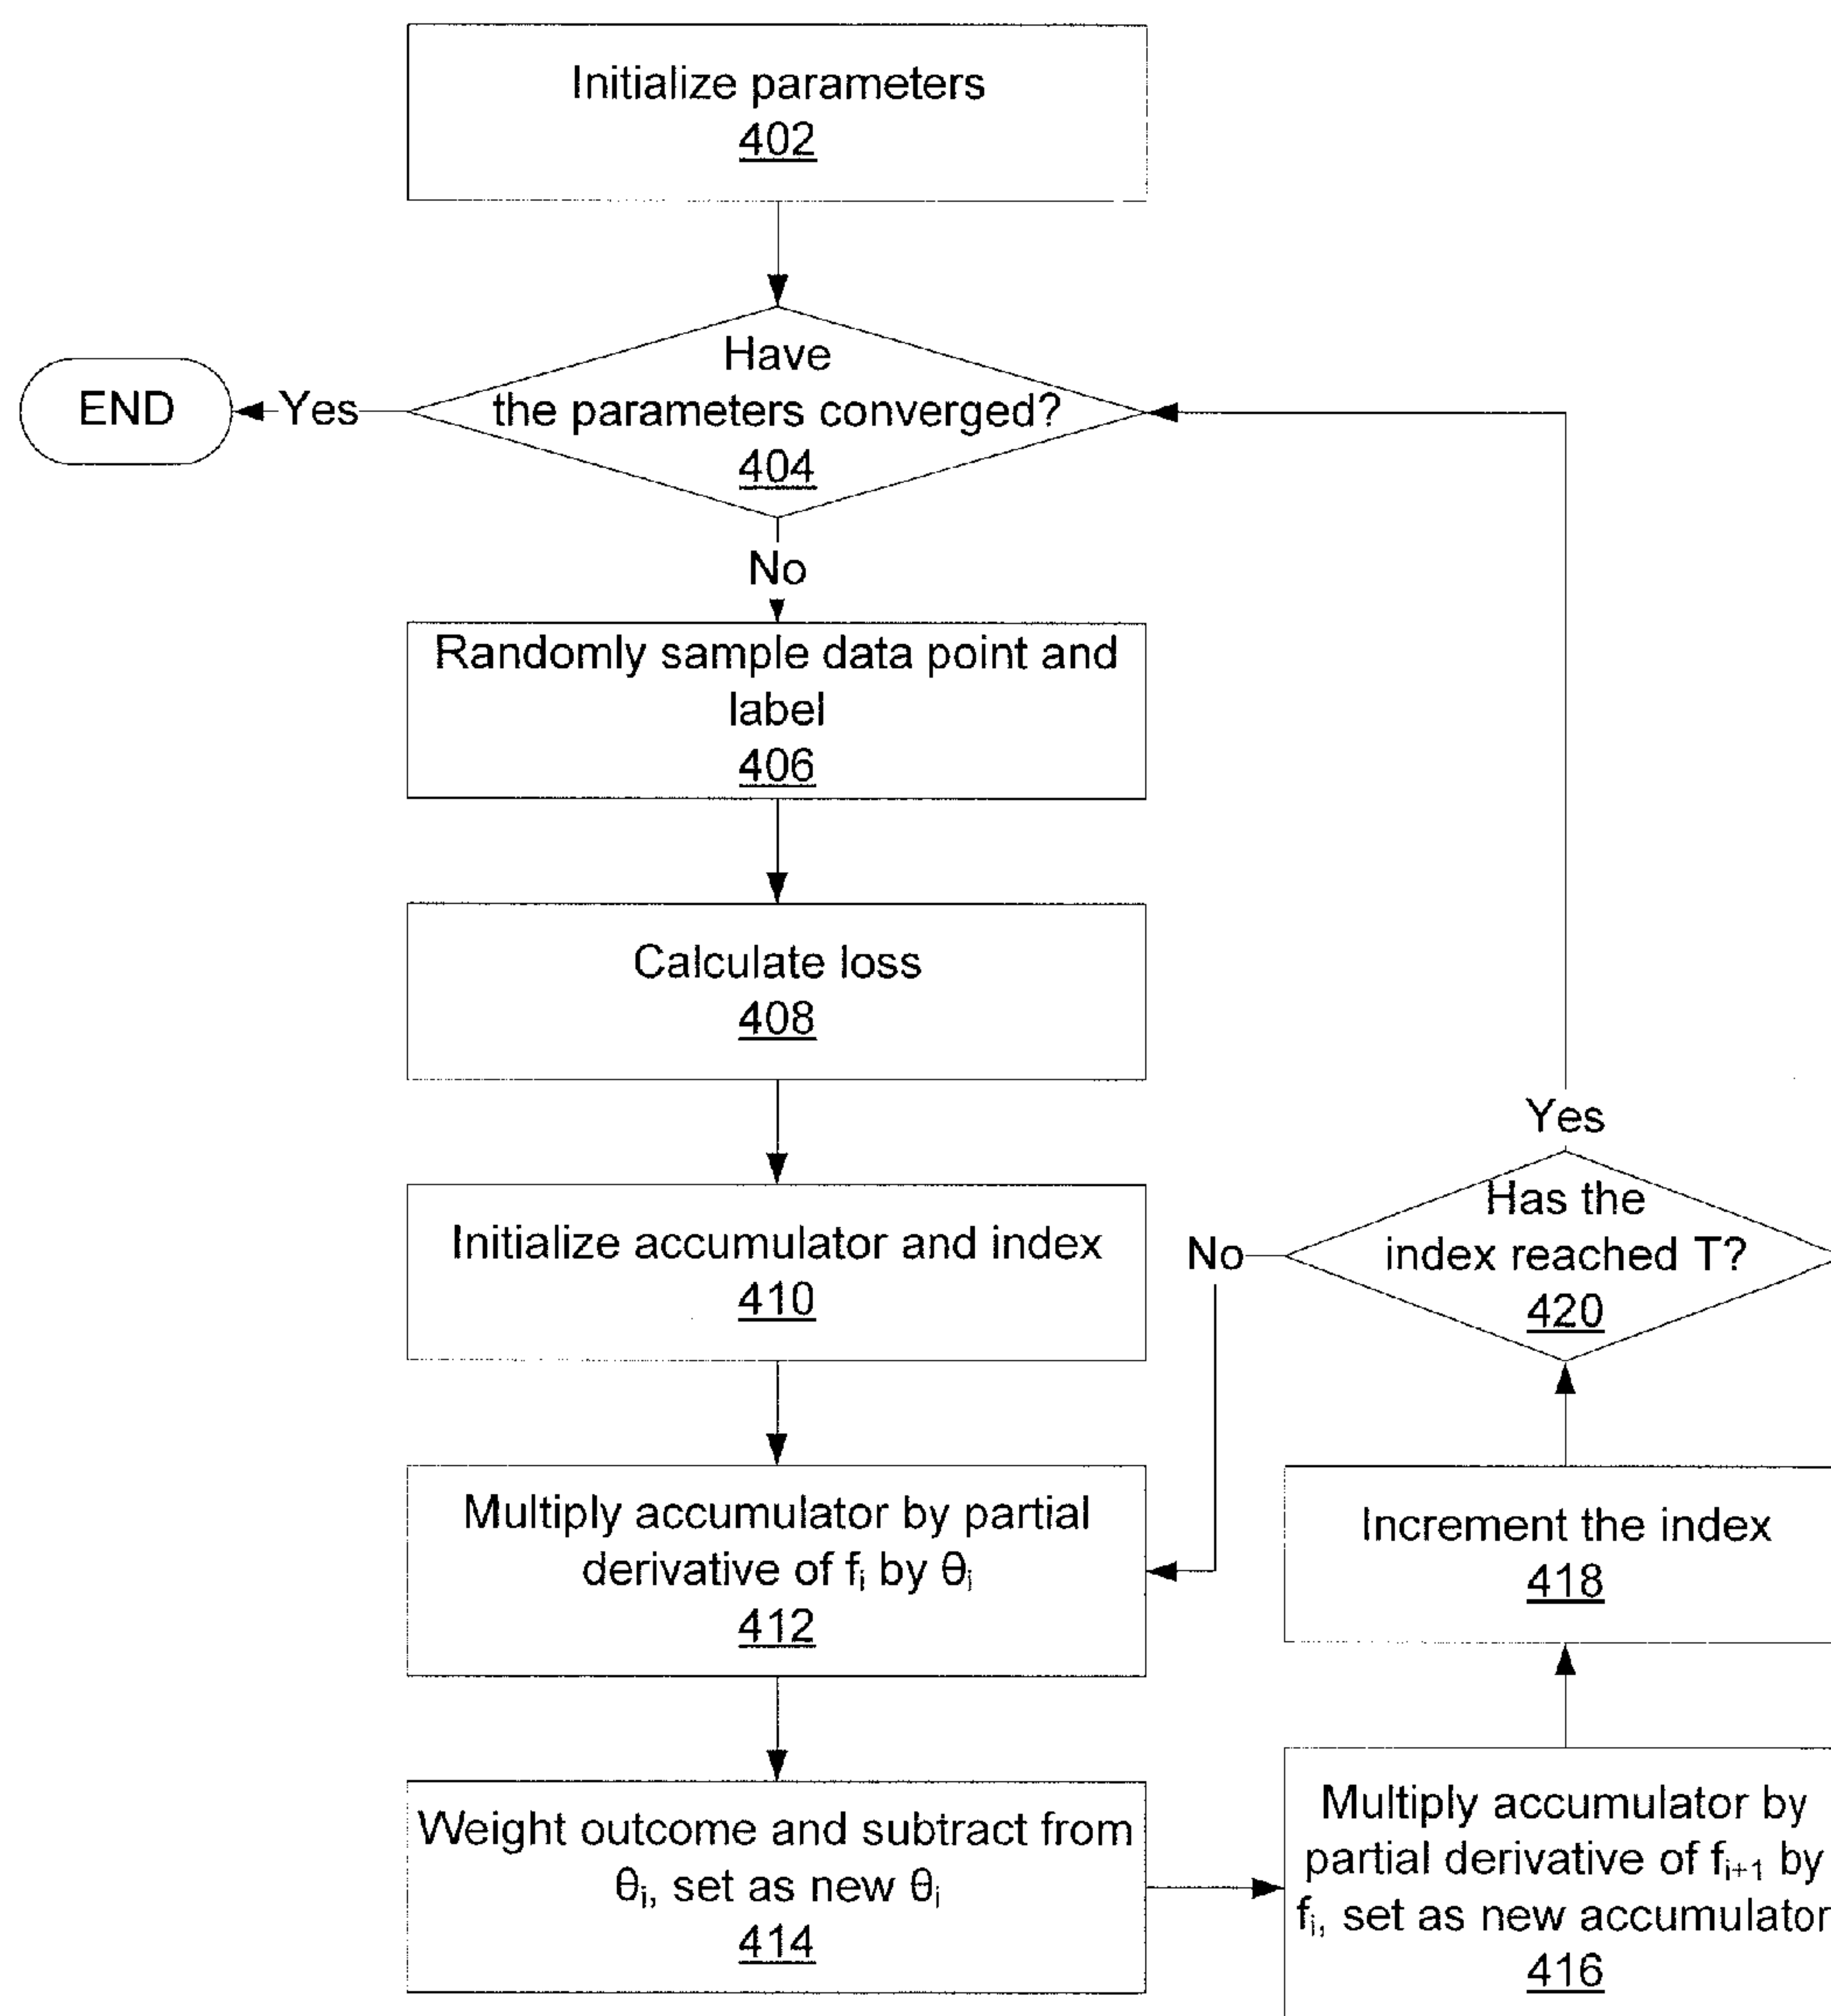 Initialize parameters
402
Have
the parameters converged?
404
END
Yes
No
Randomly sample data point and
label
406
Calculate loss
408
Initialize accumulator and index
410
Yes
Has the
index reached T?
420
No
Multiply accumulator by partial
derivative of fᵢ by θᵢ
412
Increment the index
418
Weight outcome and subtract from
θᵢ, set as new θᵢ
414
Multiply accumulator by
partial derivative of fᵢ₊₁ by
fᵢ, set as new accumulator
416